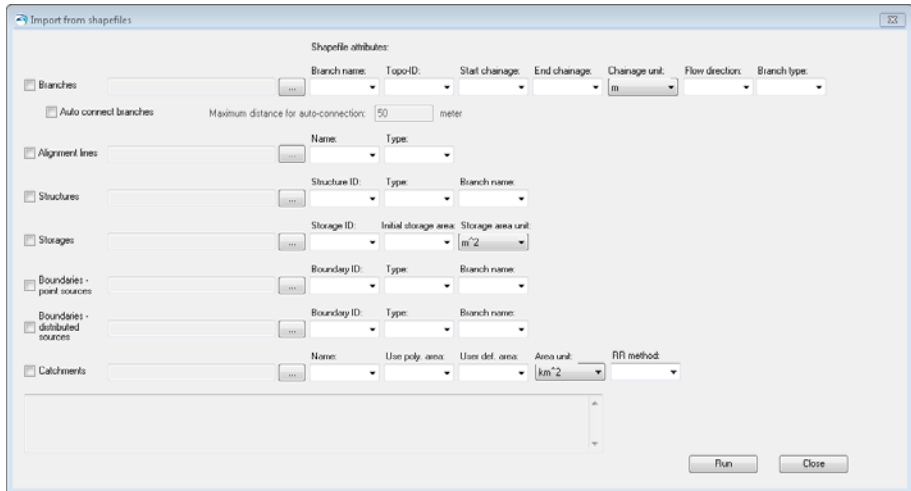 Import from shapefiles
Shapefile attributes:
Branch name: Topo-ID: Start chainage: End chainage: Chainage unit: Flow direction: Branch type:
Branches ... m
Auto connect branches Maximum distance for auto-connection: 50 meter
Name: Type:
Alignment lines ...
Structure ID: Type: Branch name:
Structures ...
Storage ID: Initial storage area: Storage area unit
Storages ... m^2
Boundary ID: Type: Branch name:
Boundaries -
point sources ...
Boundary ID: Type: Branch name:
Boundaries -
distributed ...
sources
Name: Use poly. area: User def. area: Area unit: RR method:
Catchments ... km^2
Run Close